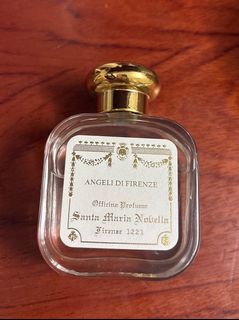 ANGELI DI FIRENZE
Officina Profumo
Santa Maria Novella
Firenze 1221